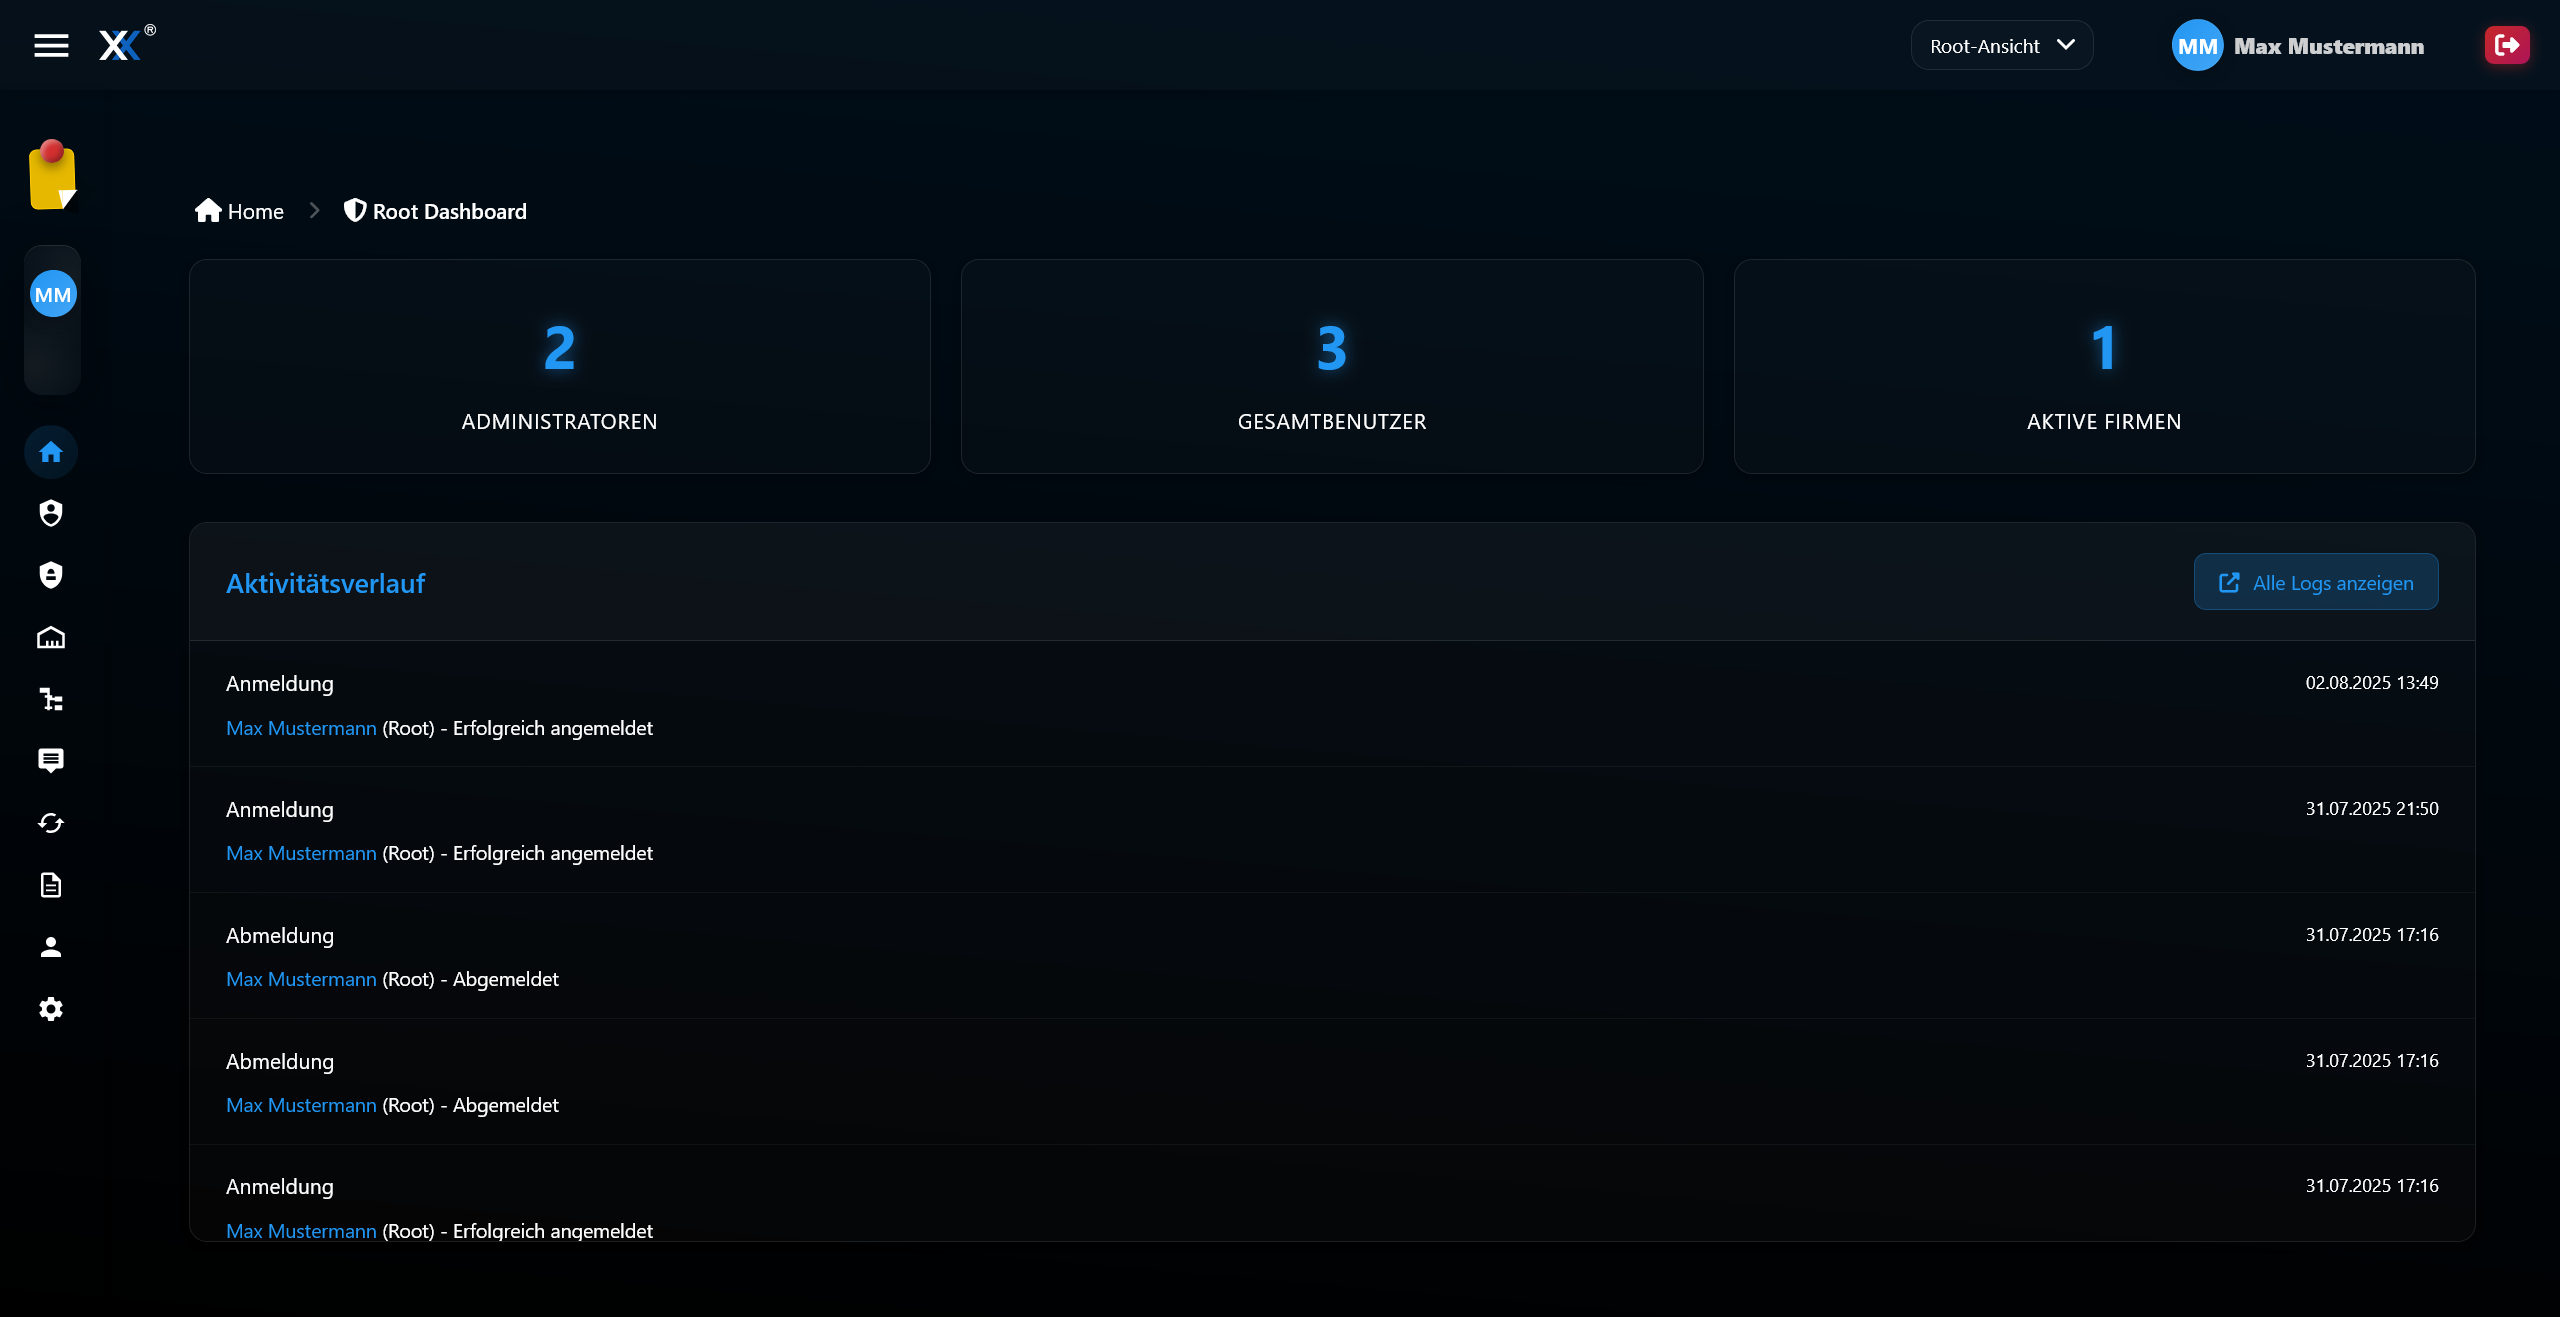 XX®
Root-Ansicht
MM Max Mustermann
Home
Root Dashboard
MM
2
ADMINISTRATOREN
3
GESAMTBENUTZER
1
AKTIVE FIRMEN
Aktivitätsverlauf
Alle Logs anzeigen
Anmeldung
02.08.2025 13:49
Max Mustermann (Root) - Erfolgreich angemeldet
Anmeldung
31.07.2025 21:50
Max Mustermann (Root) - Erfolgreich angemeldet
Abmeldung
31.07.2025 17:16
Max Mustermann (Root) - Abgemeldet
Abmeldung
31.07.2025 17:16
Max Mustermann (Root) - Abgemeldet
Anmeldung
31.07.2025 17:16
Max Mustermann (Root) - Erfolgreich angemeldet